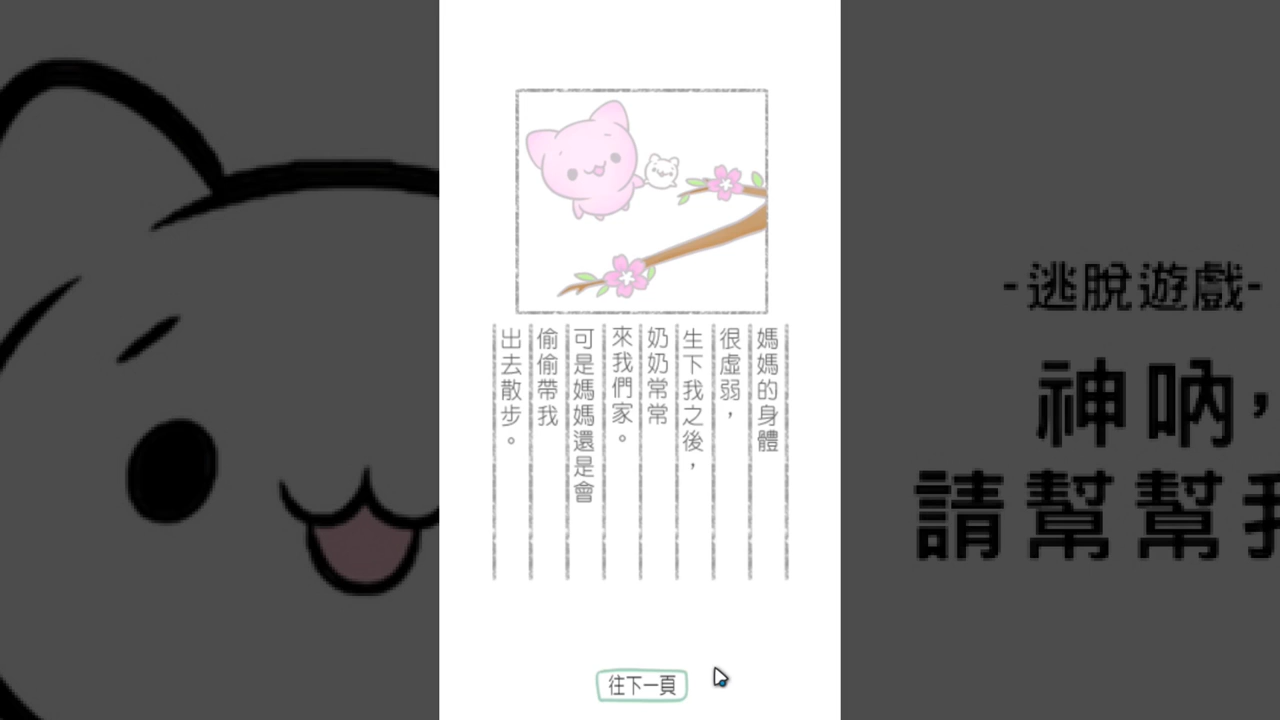 媽媽的身體
很虛弱，
生下我之後，
奶奶常常
來我們家。
可是媽媽還是會
偷偷帶我
出去散步。
往下一頁
-逃脫遊戲-
神吶，
請幫幫我